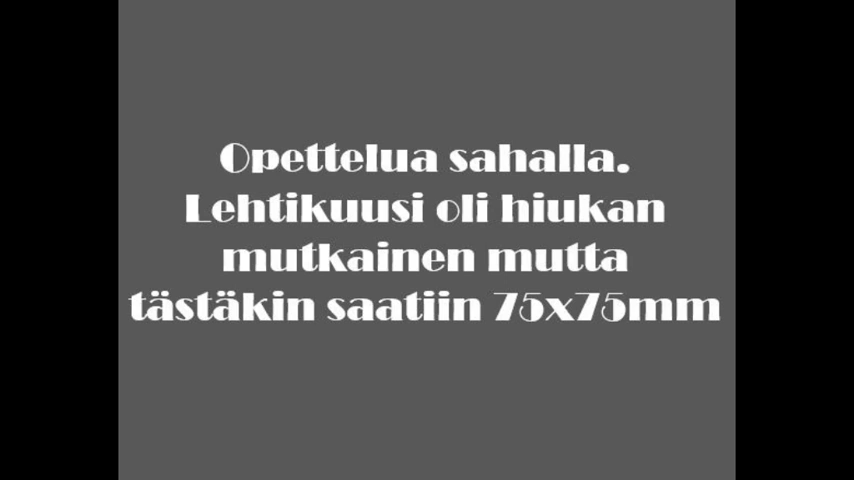 Opettelua sahalla.
Lehtikuusi oli hiukan
mutkainen mutta
tästäkin saatiin 75x75mm